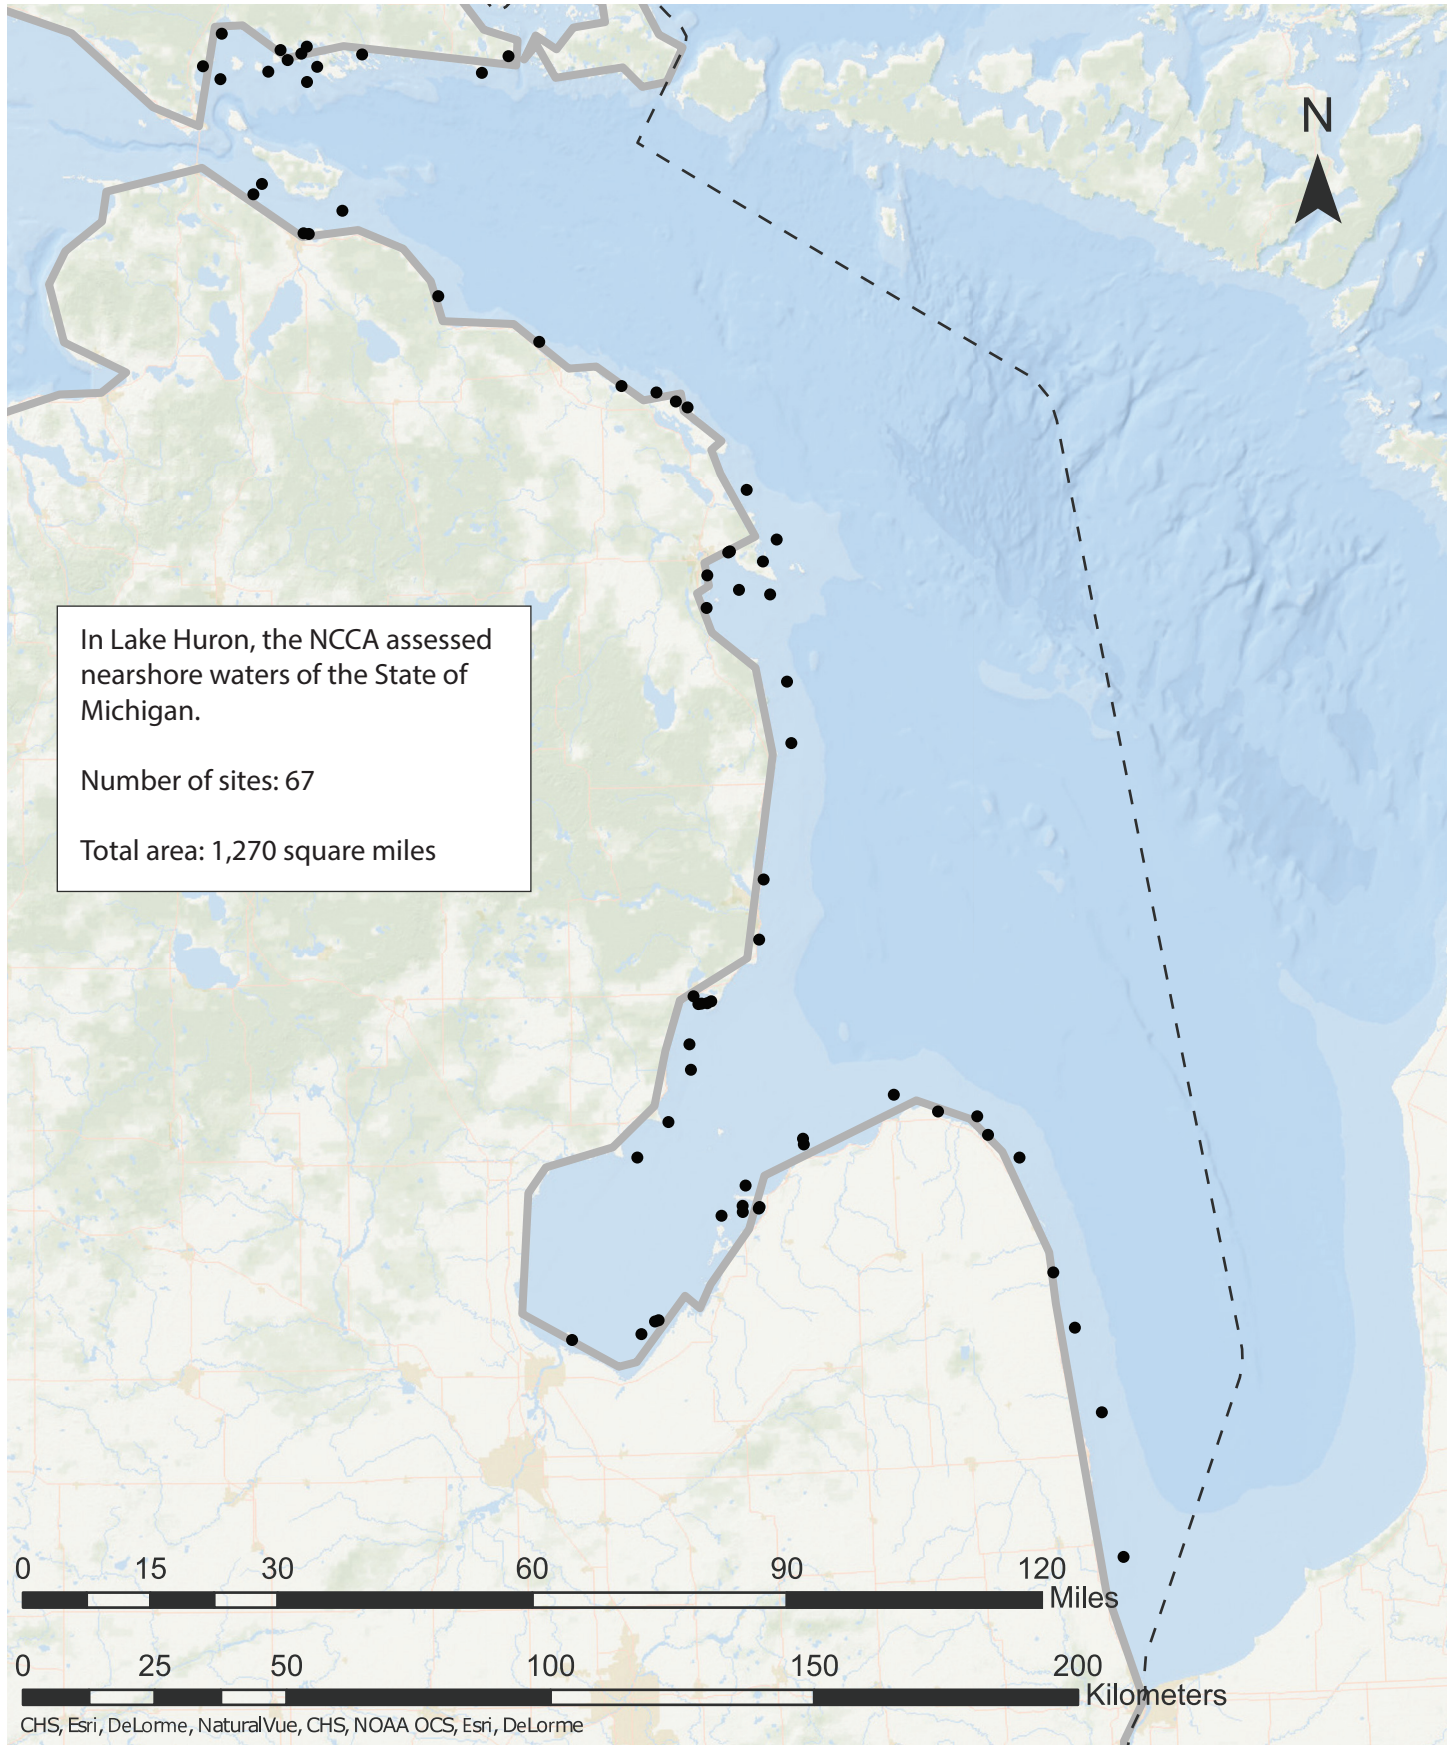 N
In Lake Huron, the NCCA assessed
nearshore waters of the State of
Michigan.
Number of sites: 67
Total area: 1,270 square miles
0 15 30 60 90 120
Miles
0 25 50 100 150 200
Kilometers
CHS, Esri, DeLorme, NaturalVue, CHS, NOAA OCS, Esri, DeLorme